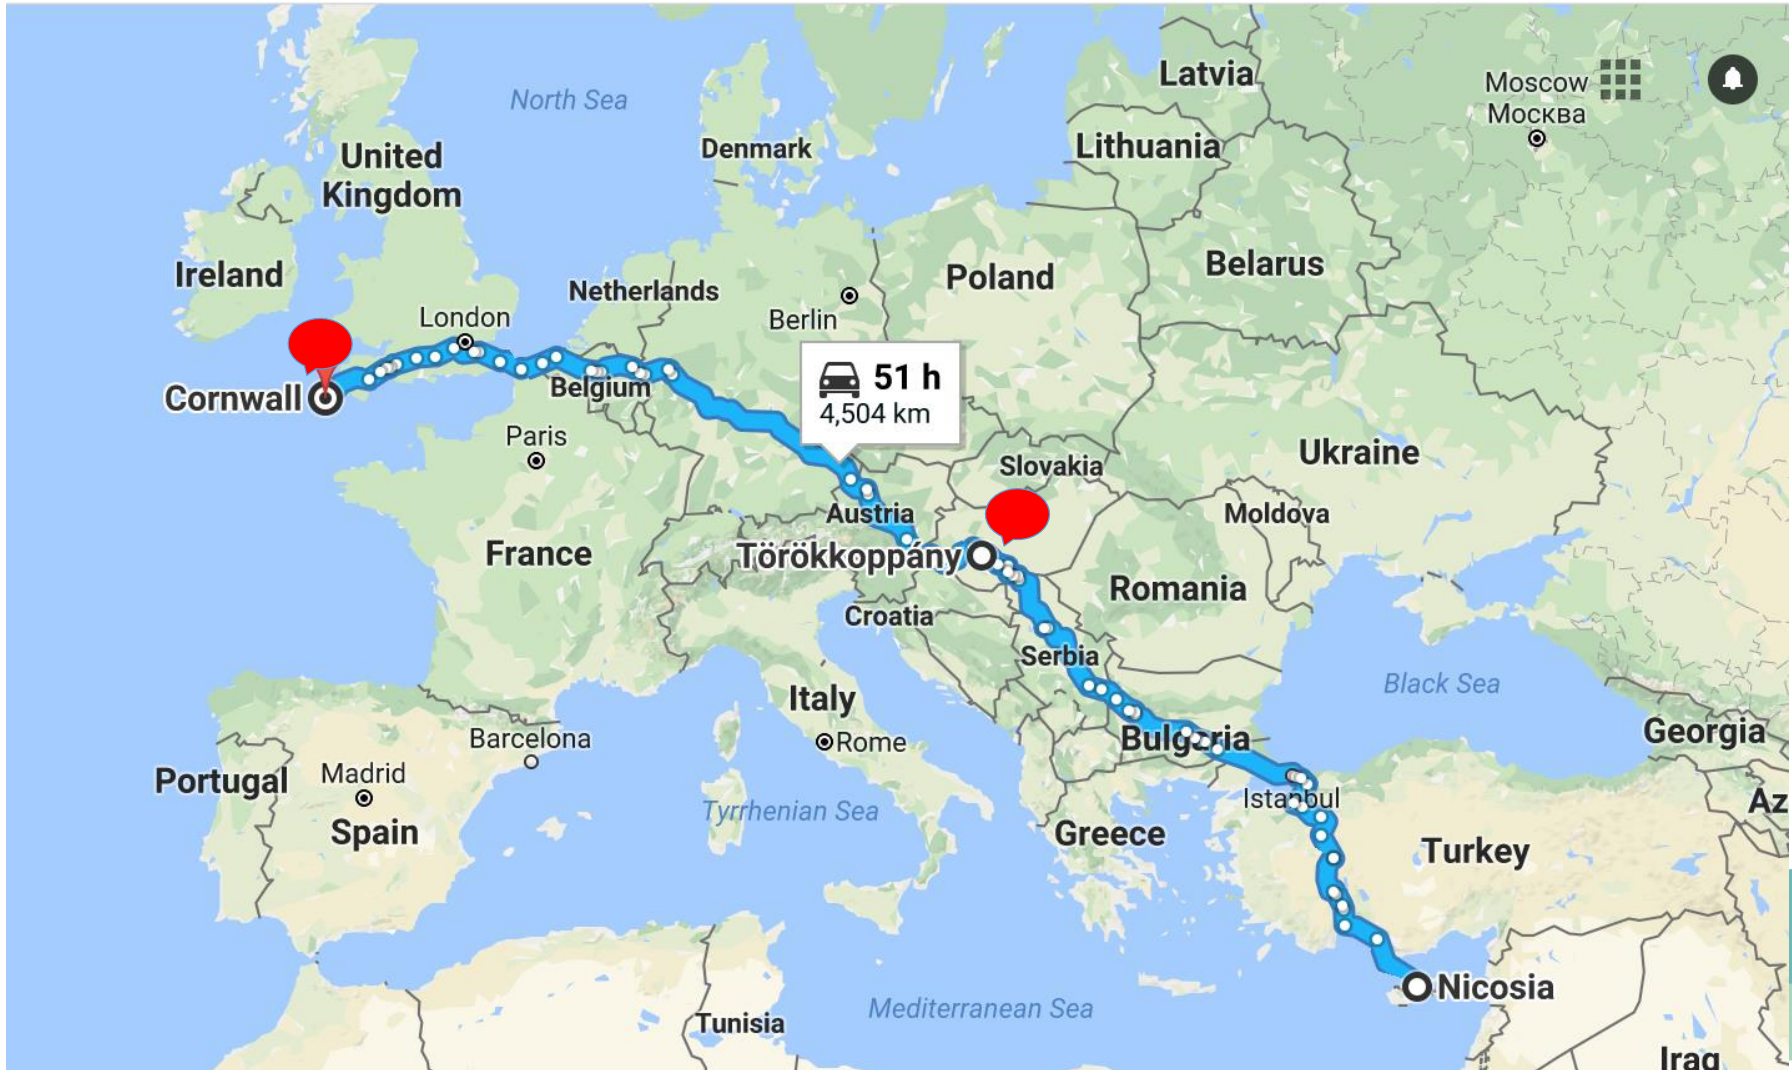 North Sea
Latvia
Moscow
Москва
Denmark
Lithuania
United
Kingdom
Ireland
Netherlands
Berlin
Poland
Belarus
London
Belgium
51 h
4,504 km
Cornwall
Paris
Slovakia
Ukraine
Austria
Moldova
France
Törökkoppány
Romania
Croatia
Serbia
Italy
Black Sea
Barcelona
Rome
Bulgaria
Georgia
Portugal
Madrid
Spain
Tyrrhenian Sea
Istanbul
Greece
Turkey
Az
Nicosia
Mediterranean Sea
Tunisia
Iraq